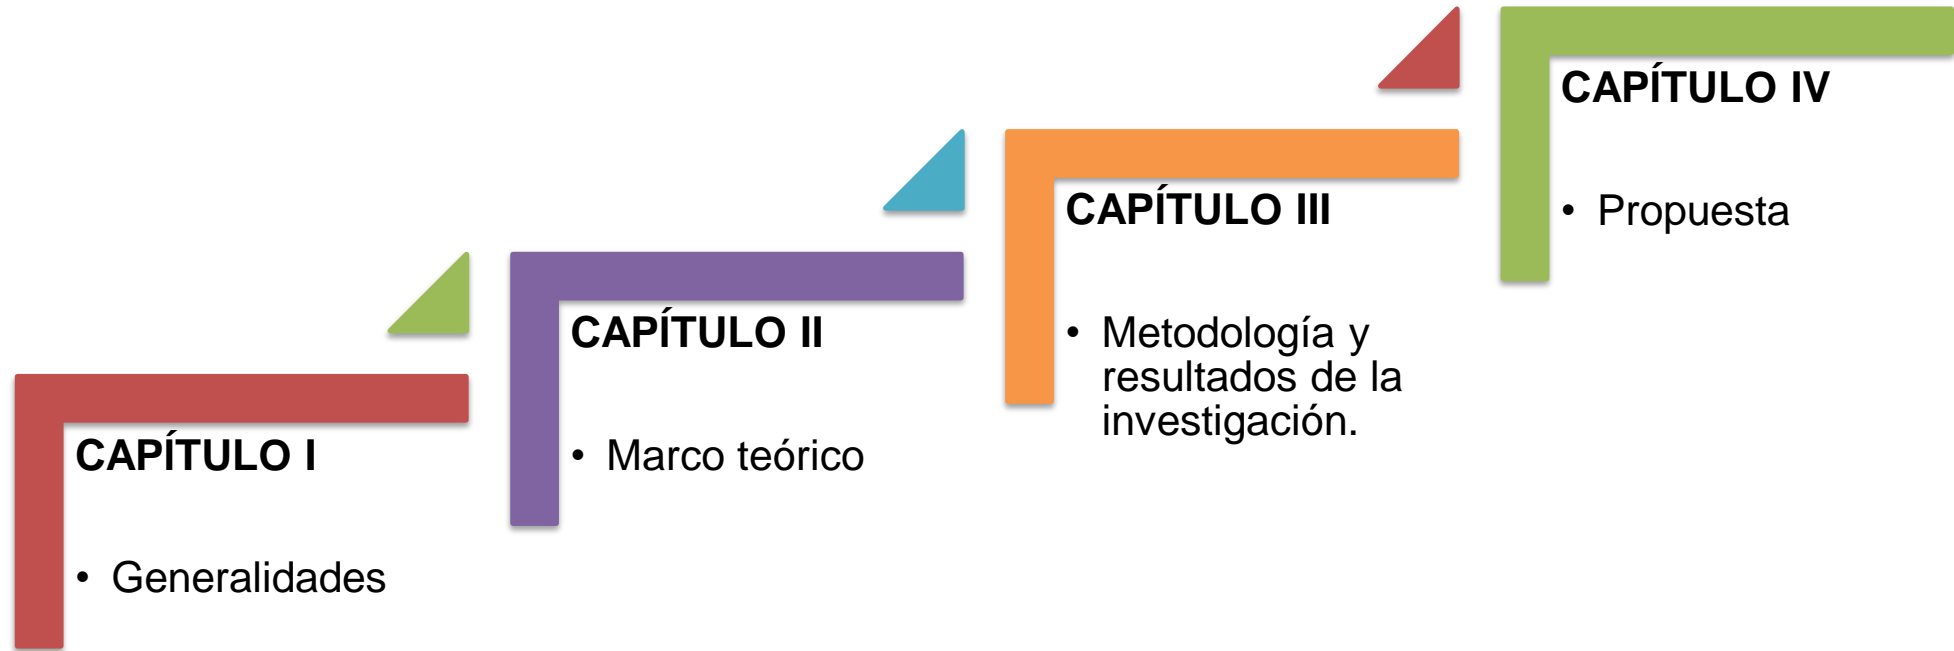 CAPÍTULO I
• Generalidades
CAPÍTULO II
• Marco teórico
CAPÍTULO III
• Metodología y
resultados de la
investigación.
CAPÍTULO IV
• Propuesta